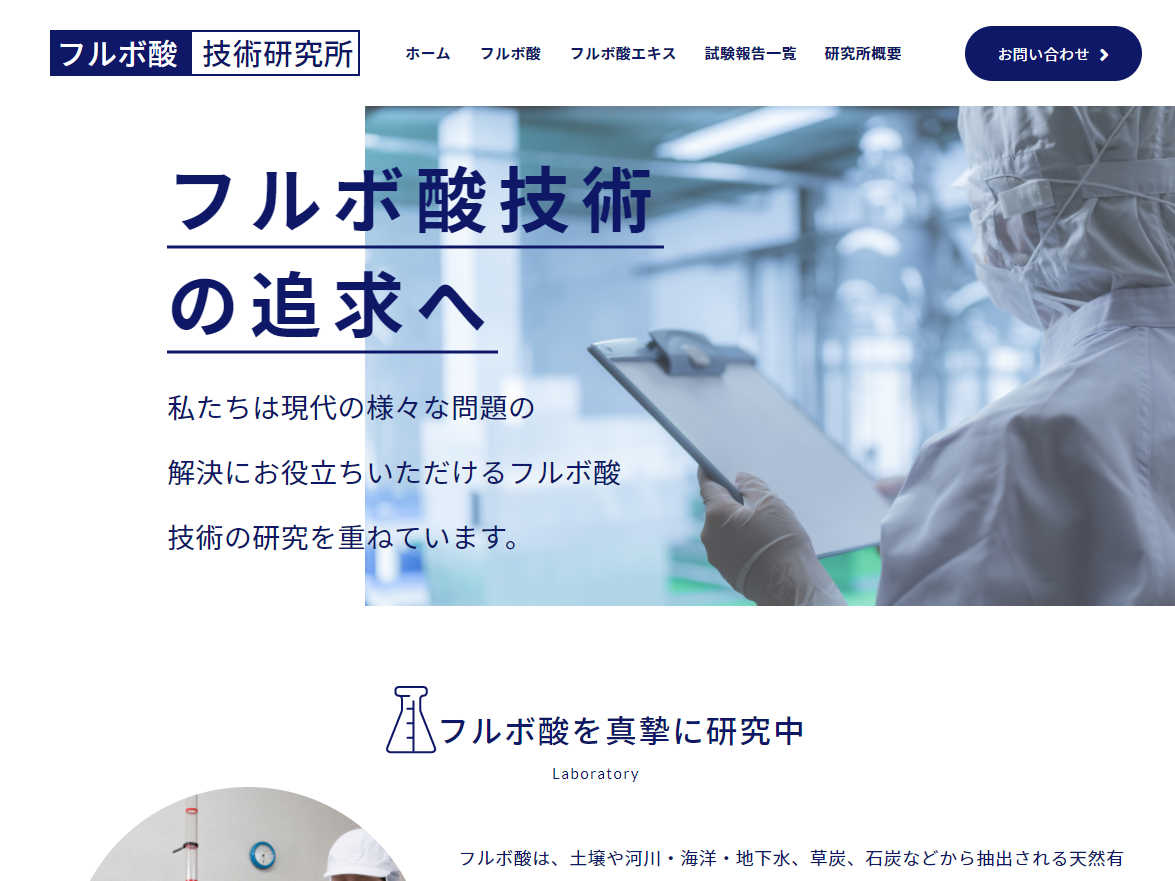 フルボ酸 技術研究所
ホーム フルボ酸 フルボ酸エキス 試験報告一覧 研究所概要 お問い合わせ
フルボ酸技術
の追求へ
私たちは現代の様々な問題の
解決にお役立ちいただけるフルボ酸
技術の研究を重ねています。
フルボ酸を真摯に研究中
Laboratory
フルボ酸は、土壌や河川・海洋・地下水、草炭、石炭などから抽出される天然有